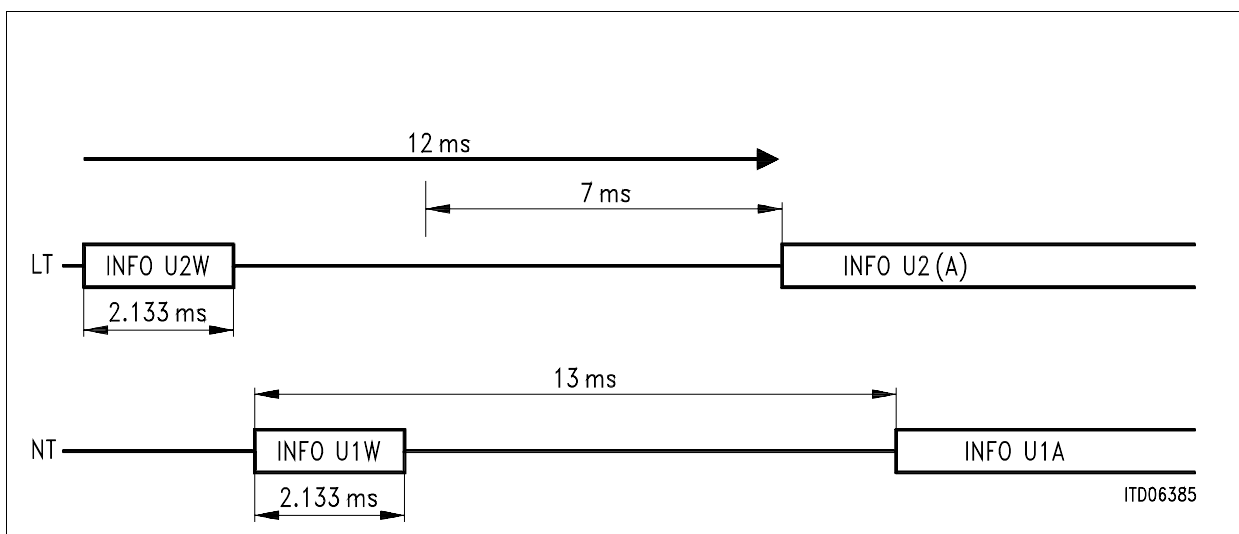 12 ms
7 ms
LT INFO U2W INFO U2 (A)
2.133 ms
13 ms
NT INFO U1W INFO U1A
2.133 ms
ITD06385